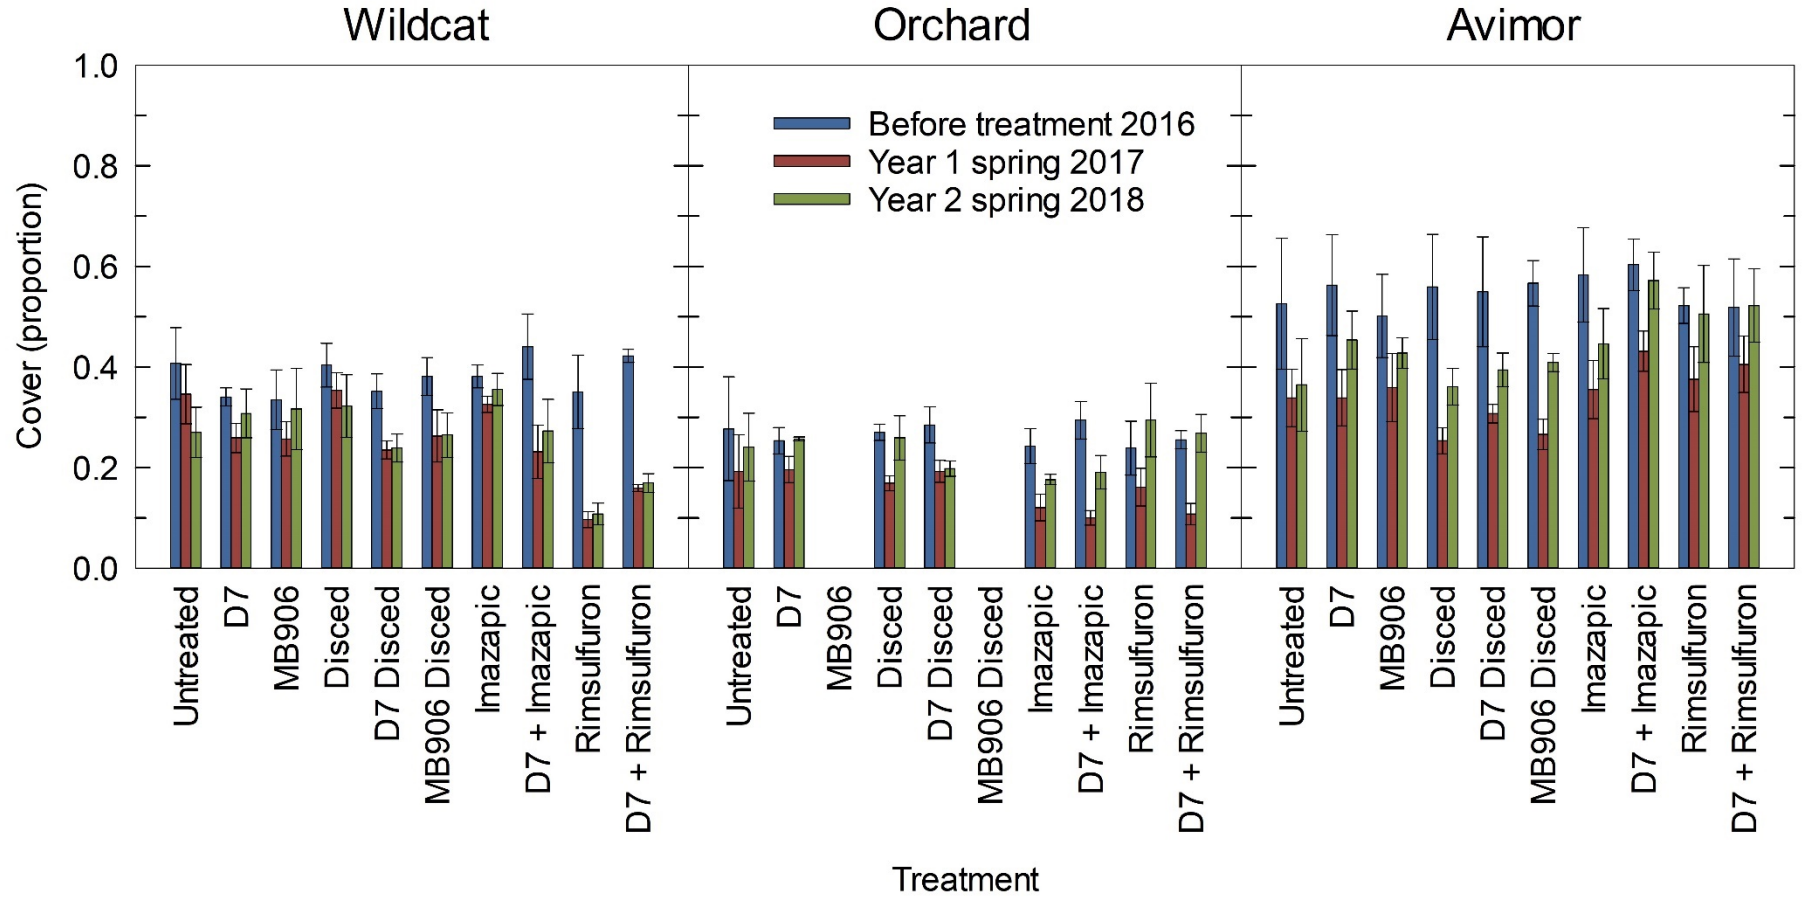 Wildcat
Orchard
Avimor
Cover (proportion)
1.0
0.8
0.6
0.4
0.2
0.0
Before treatment 2016
Year 1 spring 2017
Year 2 spring 2018
Untreated
D7
MB906
Disced
D7 Disced
MB906 Disced
Imazapic
D7 + Imazapic
Rimsulfuron
D7 + Rimsulfuron
Untreated
D7
MB906
Disced
D7 Disced
MB906 Disced
Imazapic
D7 + Imazapic
Rimsulfuron
D7 + Rimsulfuron
Untreated
D7
MB906
Disced
D7 Disced
MB906 Disced
Imazapic
D7 + Imazapic
Rimsulfuron
D7 + Rimsulfuron
Treatment